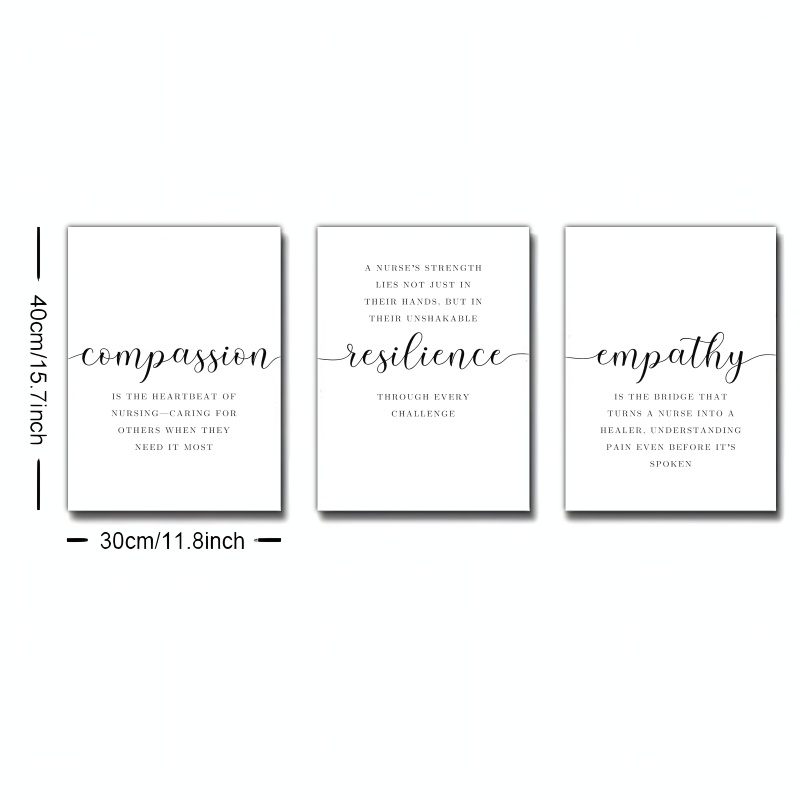 40cm/15.7inch
30cm/11.8inch
compassion
IS THE HEARTBEAT OF
NURSING—CARING FOR
OTHERS WHEN THEY
NEED IT MOST
A NURSE'S STRENGTH
LIES NOT JUST IN
THEIR HANDS, BUT IN
THEIR UNSHAKABLE
resilience
THROUGH EVERY
CHALLENGE
empathy
IS THE BRIDGE THAT
TURNS A NURSE INTO A
HEALER, UNDERSTANDING
PAIN EVEN BEFORE IT'S
SPOKEN